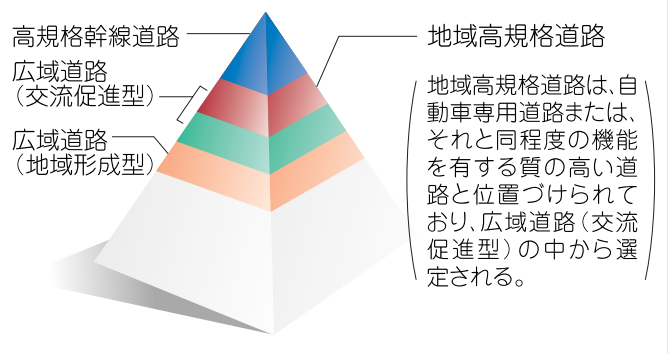 高規格幹線道路
広域道路
（交流促進型）
広域道路
（地域形成型）
地域高規格道路
地域高規格道路は、自
動車専用道路または、
それと同程度の機能
を有する質の高い道
路と位置づけられて
おり、広域道路（交流
促進型）の中から選
定される。